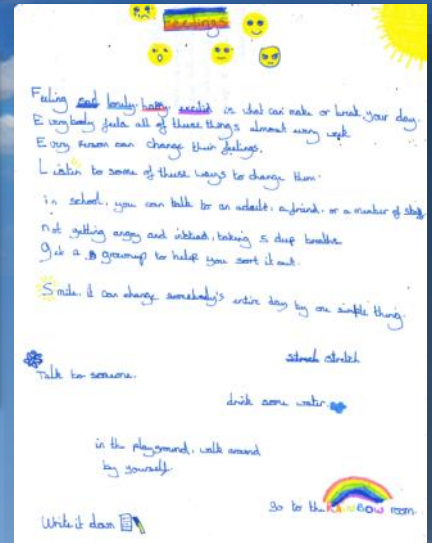 Feelings
Feeling sad lonely happy excited is what can make or break your day.
Everybody feels all of these things almost every week
Every person can change their feelings.
Listen to some of these ways to change them.
in school, you can talk to an adult, a friend, or a member of staff
not getting angry and instead, taking 5 deep breaths
get a grownup to help you sort it out.
Smile, it can change somebody's entire day by one simple thing.
stretch
Talk to someone.
drink some water.
in the playground, walk around
by yourself.
go to the RAINBOW room.
Write it down